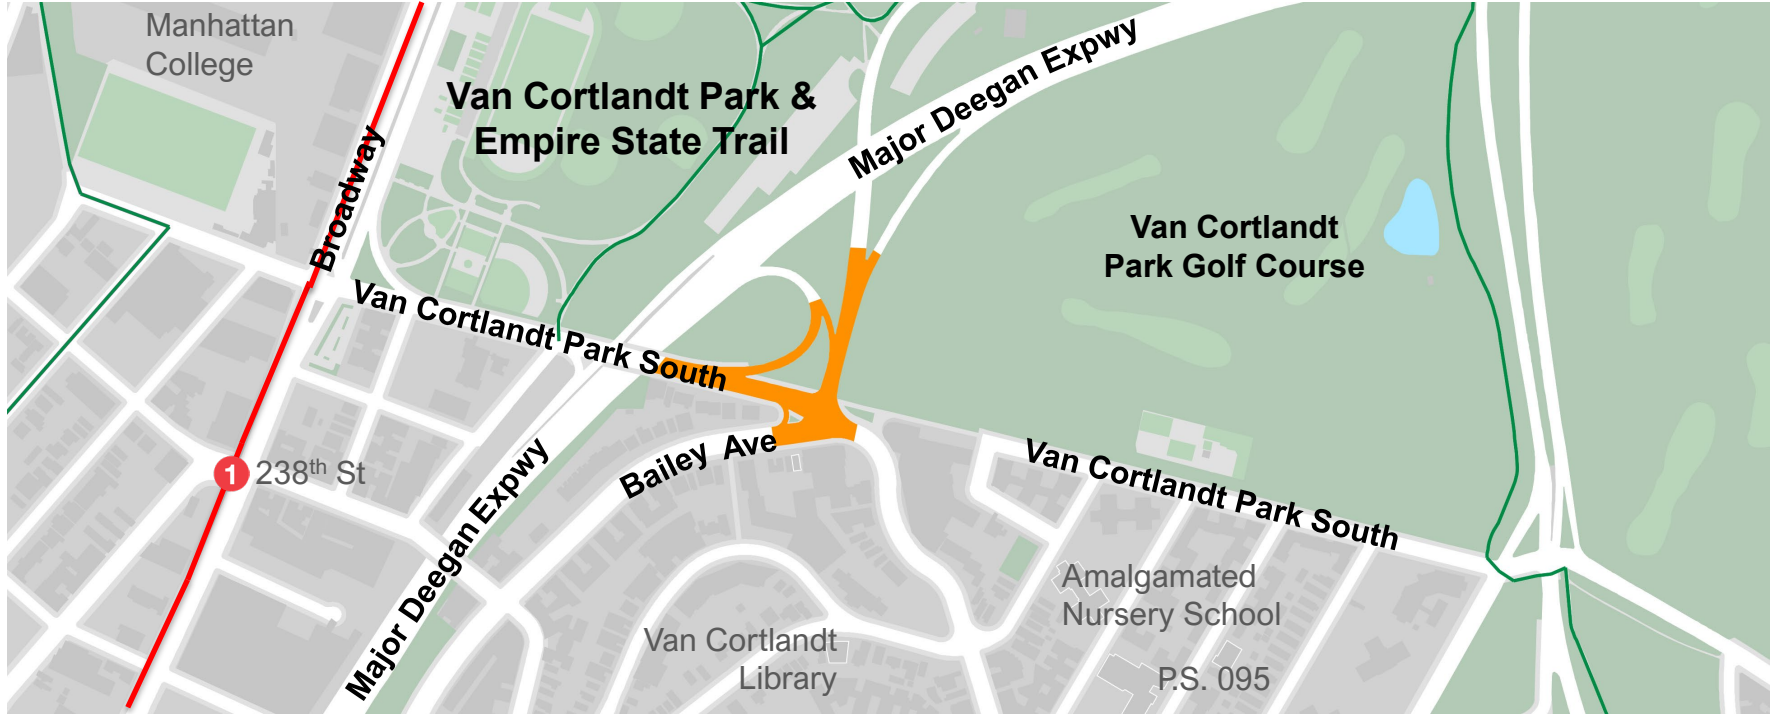 Manhattan
College
Van Cortlandt Park &
Empire State Trail
Major Deegan Expwy
Broadway
Van Cortlandt
Park Golf Course
Van Cortlandt Park South
Bailey Ave
1 238th St
Van Cortlandt Park South
Major Deegan Expwy
Amalgamated
Nursery School
Van Cortlandt
Library
P.S. 095